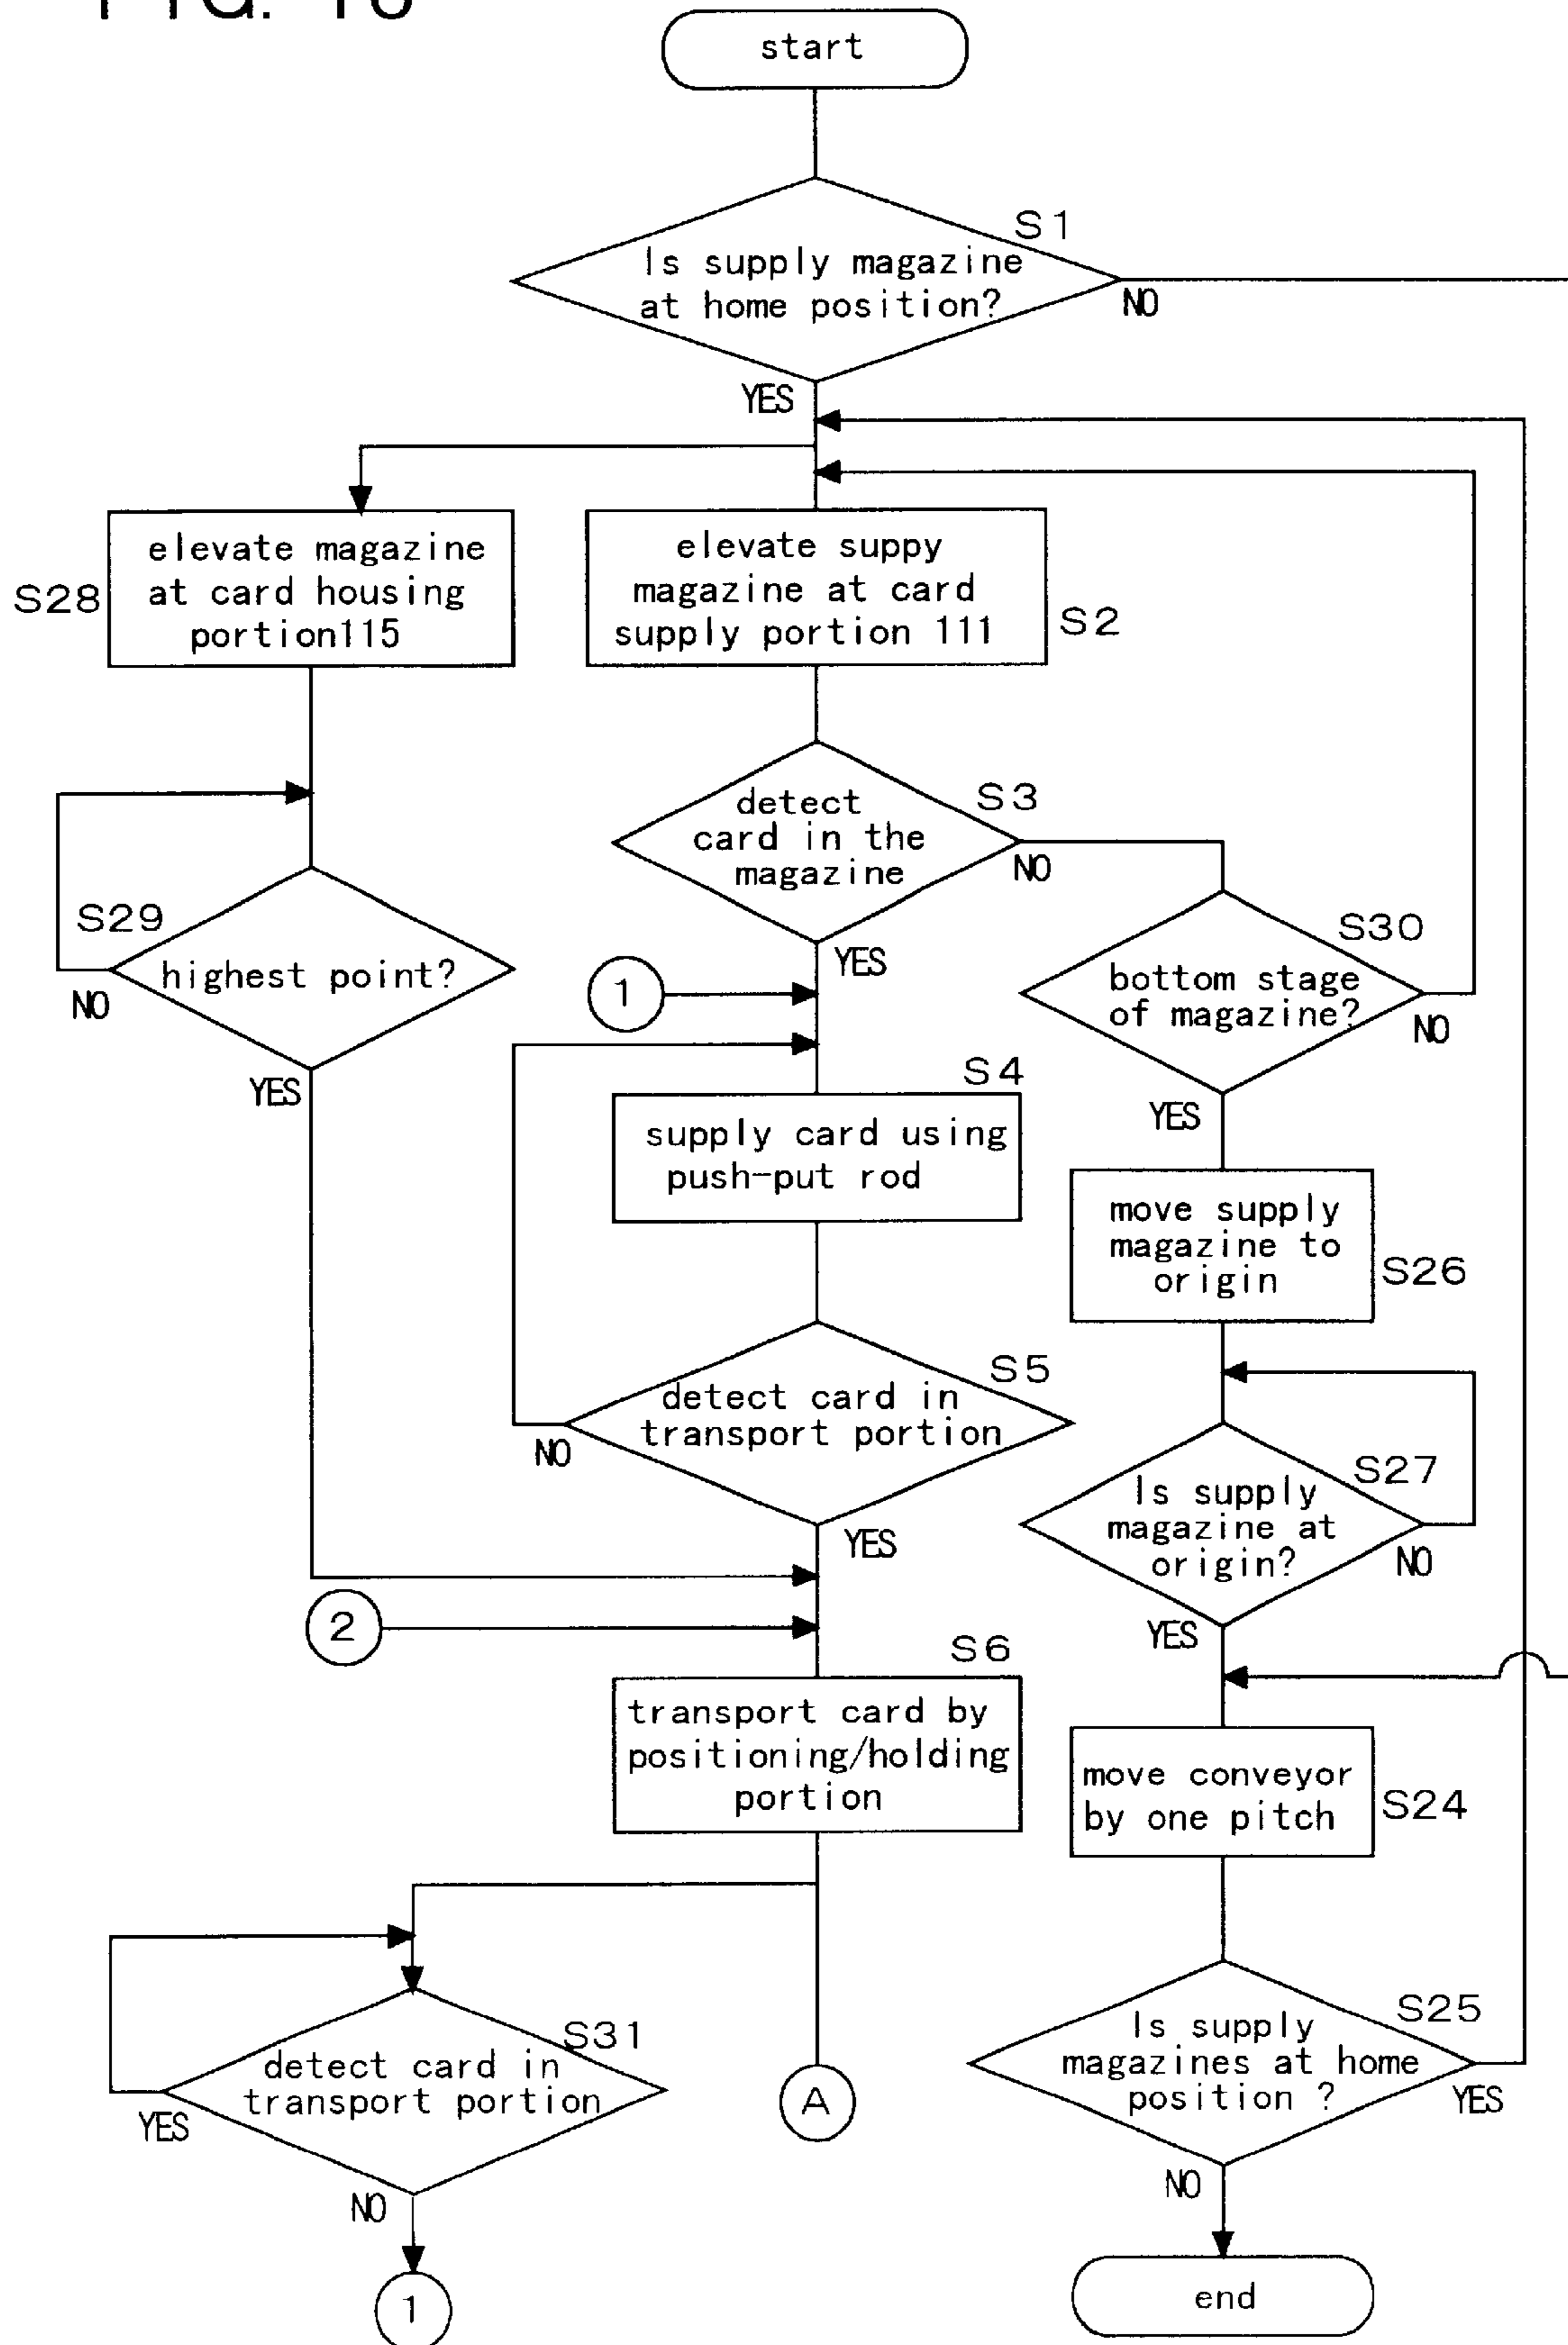 start
S1
Is supply magazine
at home position?
NO
YES
S28
elevate magazine
at card housing
portion115
elevate suppy
magazine at card
supply portion 111
S2
detect
card in the
magazine
S3
NO
YES
S29
highest point?
NO
YES
1
S30
bottom stage
of magazine?
NO
YES
S4
supply card using
push-put rod
move supply
magazine to
origin
S26
S5
detect card in
transport portion
NO
YES
S27
Is supply
magazine at
origin?
NO
YES
2
S6
transport card by
positioning/holding
portion
move conveyor
by one pitch
S24
S31
detect card in
transport portion
YES
NO
A
S25
Is supply
magazines at home
position ?
YES
NO
1
end